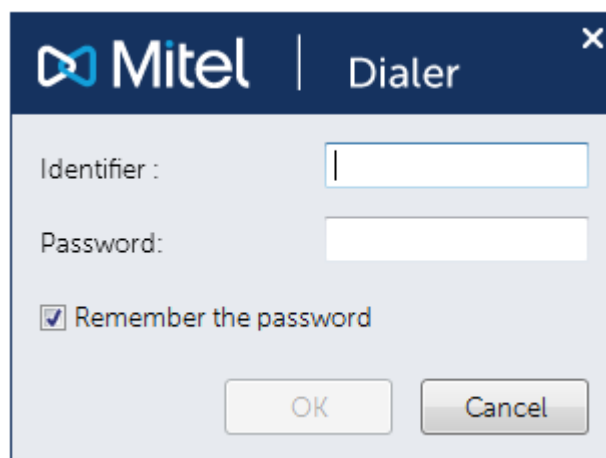 Mitel | Dialer
Identifier :
Password:
Remember the password
OK Cancel